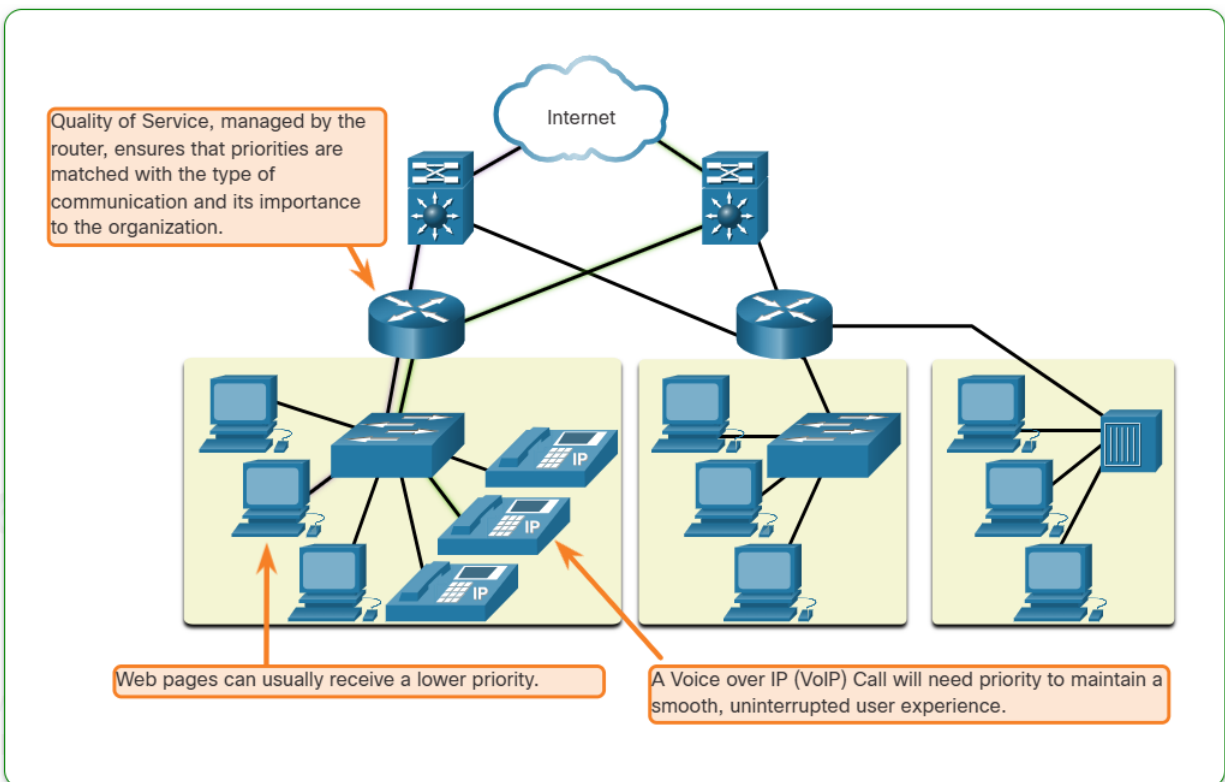 Internet
Quality of Service, managed by the
router, ensures that priorities are
matched with the type of
communication and its importance
to the organization.
IP
IP
IP
Web pages can usually receive a lower priority.
A Voice over IP (VoIP) Call will need priority to maintain a
smooth, uninterrupted user experience.